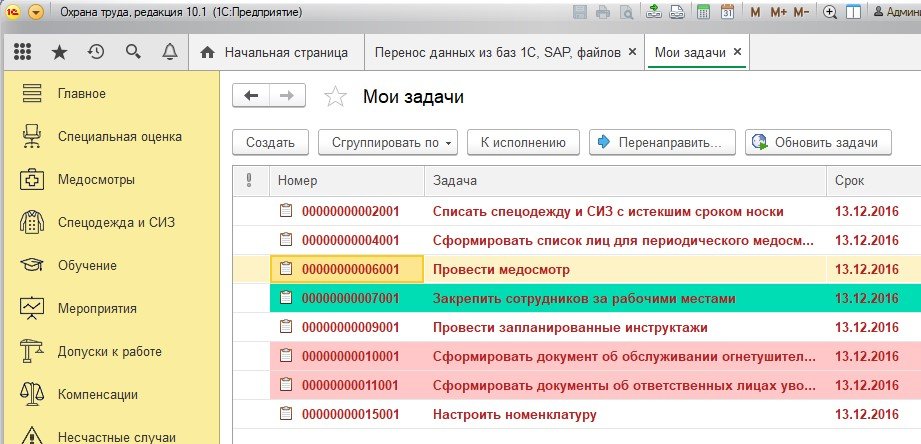 1С Охрана труда, редакция 10.1 (1С:Предприятие) 31 M M+ M- Админ
Начальная страница Перенос данных из баз 1С, SAP, файлов × Мои задачи ×
Главное
Специальная оценка
Медосмотры
Спецодежда и СИЗ
Обучение
Мероприятия
Допуски к работе
Компенсации
Несчастные случаи
Мои задачи
Создать Сгруппировать по К исполнению Перенаправить... Обновить задачи
Номер Задача Срок
00000000002001 Списать спецодежду и СИЗ с истекшим сроком носки 13.12.2016
00000000004001 Сформировать список лиц для периодического медосм... 13.12.2016
00000000006001 Провести медосмотр 13.12.2016
00000000007001 Закрепить сотрудников за рабочими местами 13.12.2016
00000000009001 Провести запланированные инструктажи 13.12.2016
00000000010001 Сформировать документ об обслуживании огнетушител... 13.12.2016
00000000011001 Сформировать документы об ответственных лицах уво... 13.12.2016
00000000015001 Настроить номенклатуру 13.12.2016